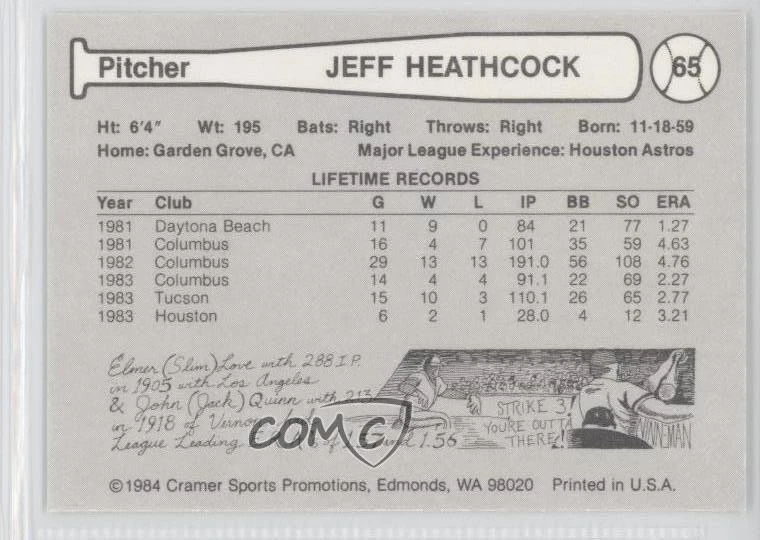 Pitcher JEFF HEATHCOCK 65
Ht: 6'4" Wt: 195 Bats: Right Throws: Right Born: 11-18-59
Home: Garden Grove, CA Major League Experience: Houston Astros
LIFETIME RECORDS
Year Club G W L IP BB SO ERA
1981 Daytona Beach 11 9 0 84 21 77 1.27
1981 Columbus 16 4 7 101 35 59 4.63
1982 Columbus 29 13 13 191.0 56 108 4.76
1983 Columbus 14 4 4 91.1 22 69 2.27
1983 Tucson 15 10 3 110.1 26 65 2.77
1983 Houston 6 2 1 28.0 4 12 3.21
Elmer (Slim) Love with 288 I.P.
in 1905 with Los Angeles
& John (Jack) Quinn with 213
in 1918 of Vernon
League Leading of and 1.56
STRIKE 3!
YOU'RE OUTTA
THERE!
COMC
©1984 Cramer Sports Promotions, Edmonds, WA 98020 Printed in U.S.A.